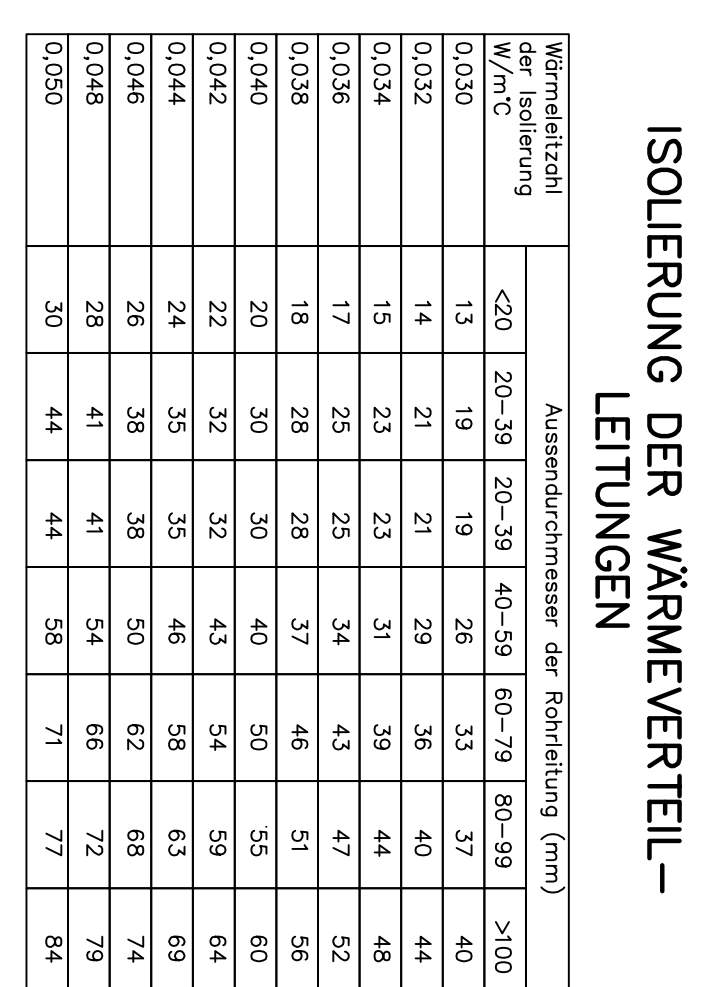 ISOLIERUNG DER WÄRMEVERTEIL-
LEITUNGEN
Wärmeleitzahl
der Isolierung
W/m°C
Aussendurchmesser der Rohrleitung (mm)
<20 20-39 20-39 40-59 60-79 80-99 >100
0,030 13 19 19 26 33 37 40
0,032 14 21 21 29 36 40 44
0,034 15 23 23 31 39 44 48
0,036 17 25 25 34 43 47 52
0,038 18 28 28 37 46 51 56
0,040 20 30 30 40 50 '55 60
0,042 22 32 32 43 54 59 64
0,044 24 35 35 46 58 63 69
0,046 26 38 38 50 62 68 74
0,048 28 41 41 54 66 72 79
0,050 30 44 44 58 71 77 84